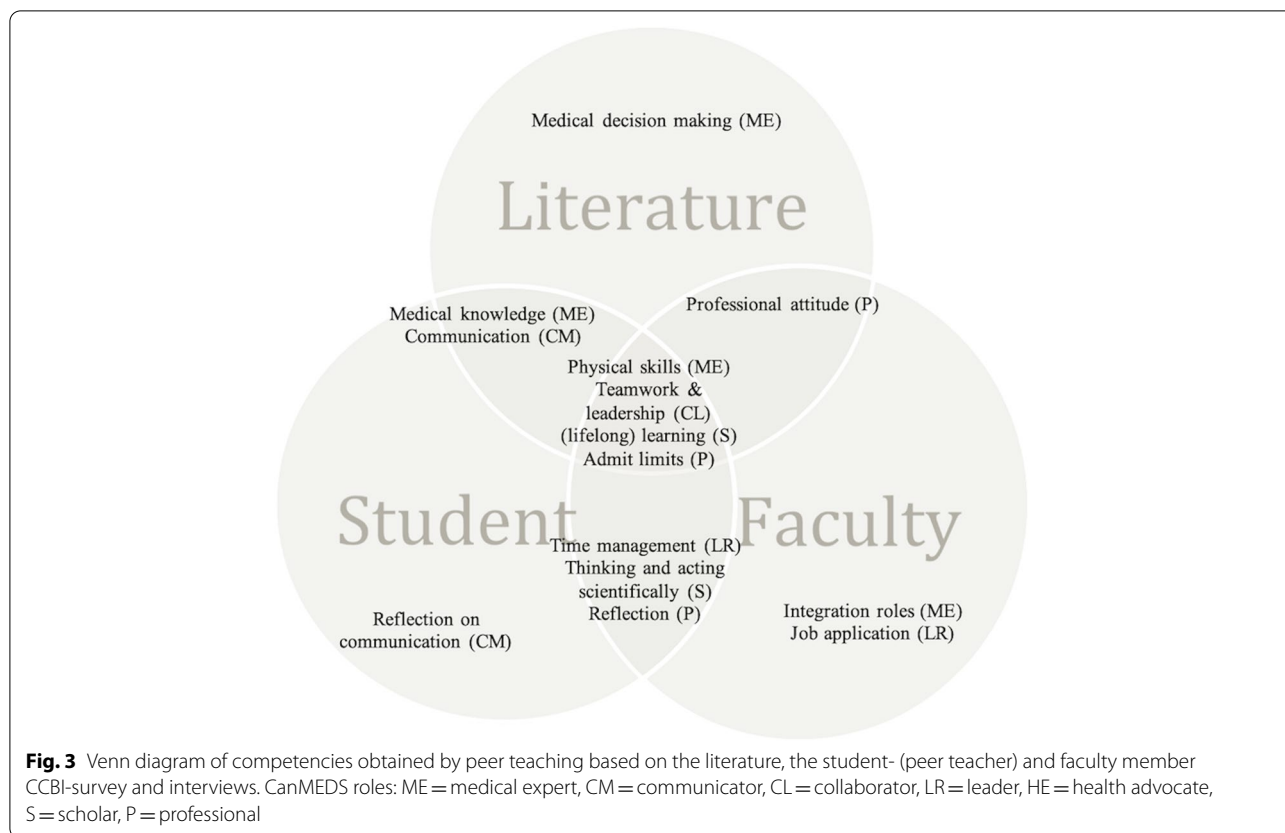 Medical decision making (ME)
Literature
Medical knowledge (ME)
Communication (CM)
Professional attitude (P)
Physical skills (ME)
Teamwork &
leadership (CL)
(lifelong) learning (S)
Admit limits (P)
Student
Faculty
Time management (LR)
Thinking and acting
scientifically (S)
Reflection (P)
Reflection on
communication (CM)
Integration roles (ME)
Job application (LR)
Fig. 3 Venn diagram of competencies obtained by peer teaching based on the literature, the student- (peer teacher) and faculty member
CCBI-survey and interviews. CanMEDS roles: ME = medical expert, CM = communicator, CL = collaborator, LR = leader, HE = health advocate,
S = scholar, P = professional